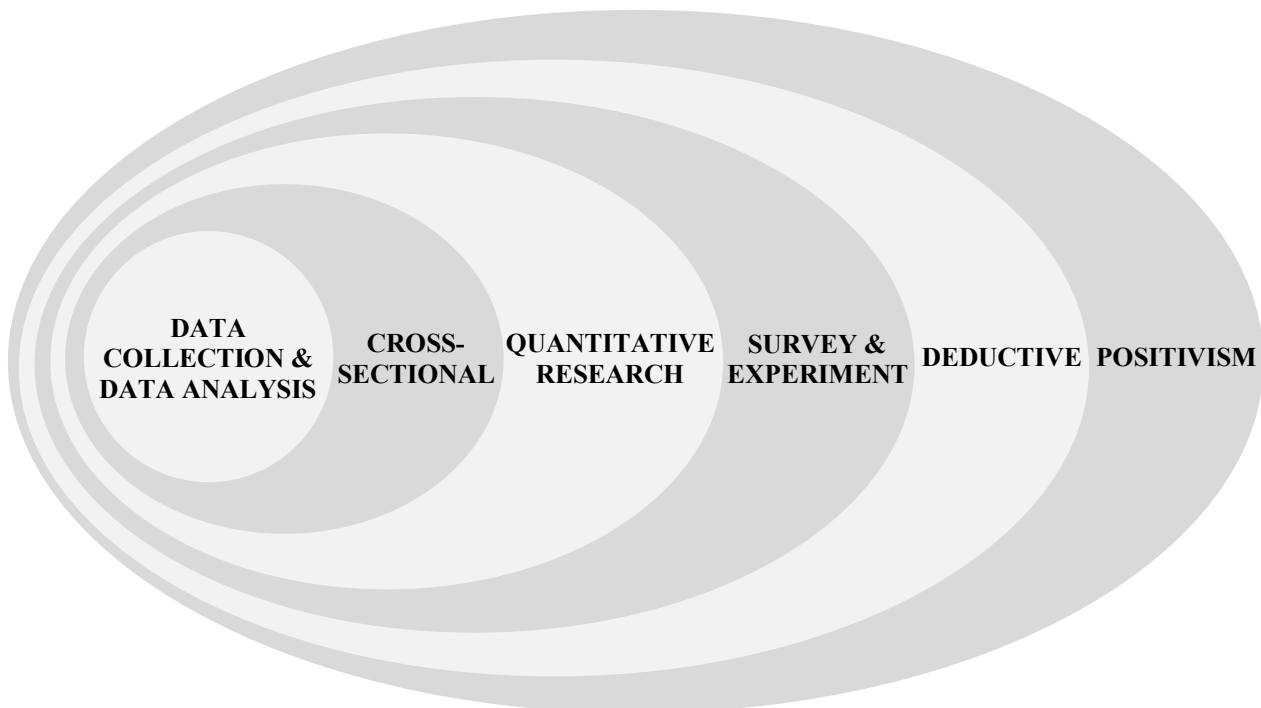 DATA
COLLECTION &
DATA ANALYSIS
CROSS-
SECTIONAL
QUANTITATIVE
RESEARCH
SURVEY &
EXPERIMENT
DEDUCTIVE
POSITIVISM